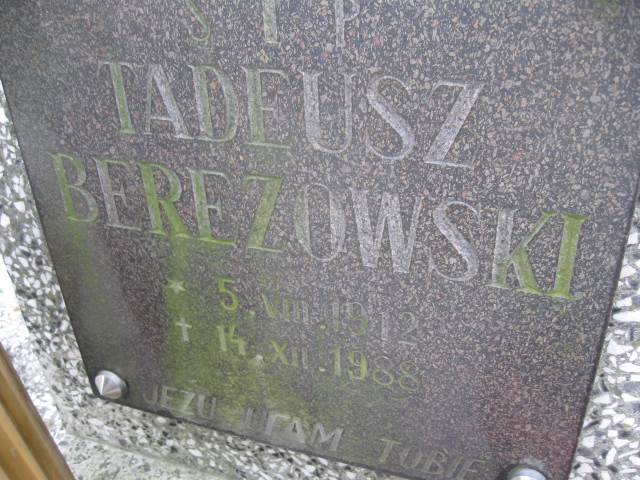 S I P
TADEUSZ
BEREZOWSKI
* 5.VIII.1912
+ 14.XII.1988
JEZU UFAM TOBIE